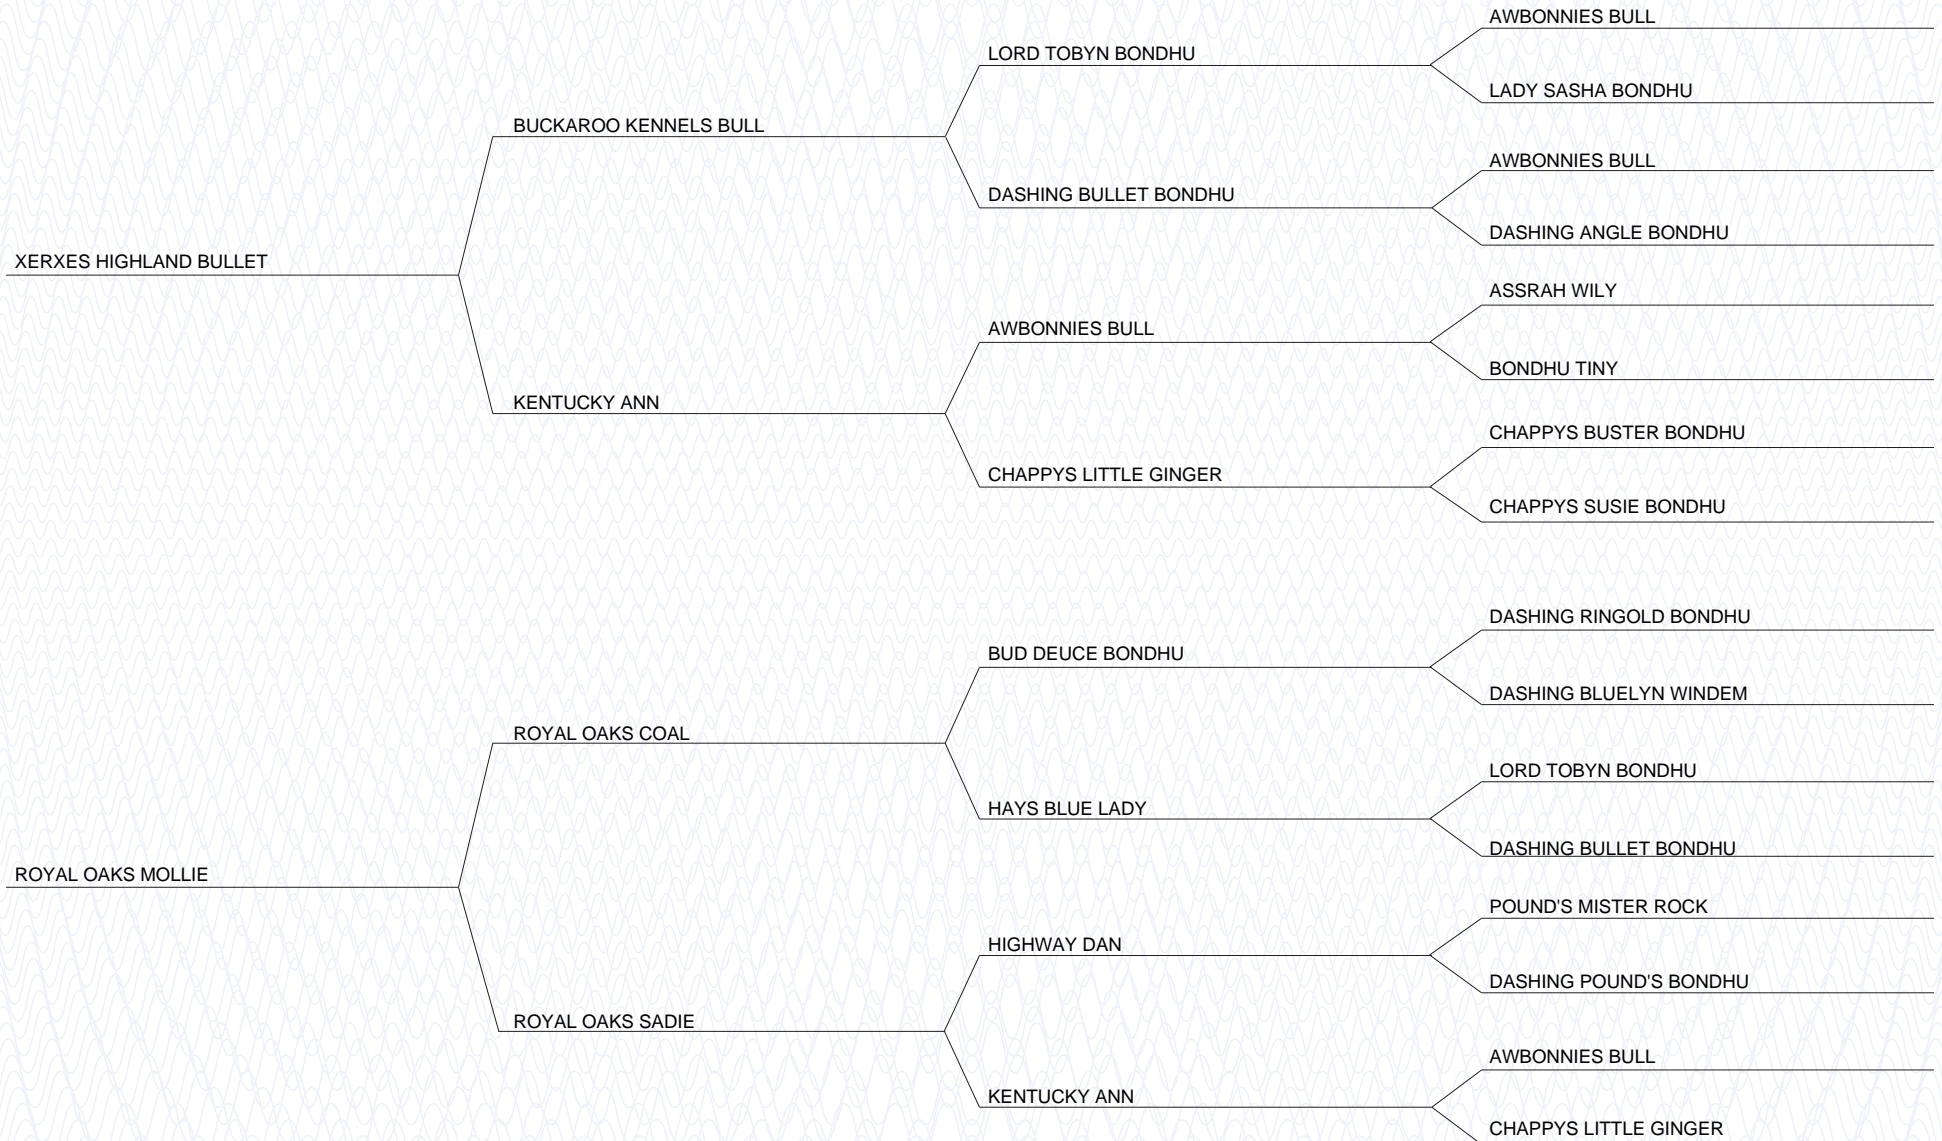 AWBONNIES BULL
LORD TOBYN BONDHU
LADY SASHA BONDHU
BUCKAROO KENNELS BULL
AWBONNIES BULL
DASHING BULLET BONDHU
DASHING ANGLE BONDHU
XERXES HIGHLAND BULLET
ASSRAH WILY
AWBONNIES BULL
BONDHU TINY
KENTUCKY ANN
CHAPPYS BUSTER BONDHU
CHAPPYS LITTLE GINGER
CHAPPYS SUSIE BONDHU
DASHING RINGOLD BONDHU
BUD DEUCE BONDHU
DASHING BLUELYN WINDEM
ROYAL OAKS COAL
LORD TOBYN BONDHU
HAYS BLUE LADY
DASHING BULLET BONDHU
ROYAL OAKS MOLLIE
POUND'S MISTER ROCK
HIGHWAY DAN
DASHING POUND'S BONDHU
ROYAL OAKS SADIE
AWBONNIES BULL
KENTUCKY ANN
CHAPPYS LITTLE GINGER